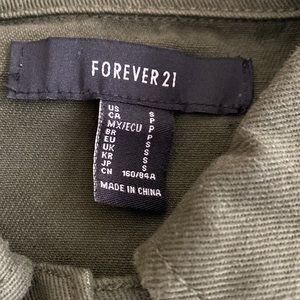 FOREVER 21
US S
CA P
MX/ECU P
BR P
EU S
UK S
KR S
JP S
CN 160/84A
MADE IN CHINA